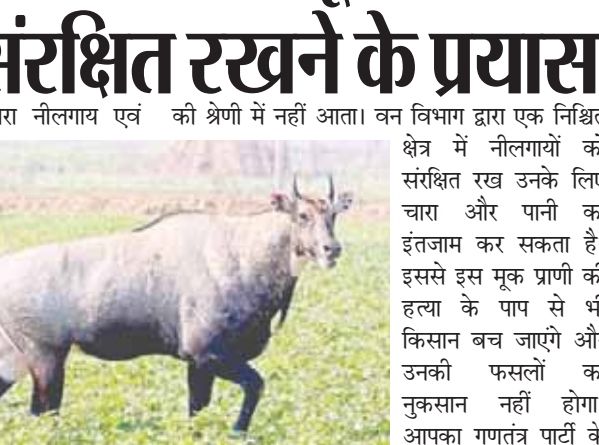 संरक्षित रखने के प्रयास
नीलगाय एवं
की श्रेणी में नहीं आता। वन विभाग द्वारा एक निश्चित
क्षेत्र में नीलगायों को
संरक्षित रख उनके लिए
चारा और पानी का
इंतजाम कर सकता है
इससे इस मूक प्राणी की
हत्या के पाप से भी
किसान बच जाएंगे और
उनकी फसलों का
नुकसान नहीं होगा
आपका गणतंत्र पार्टी के